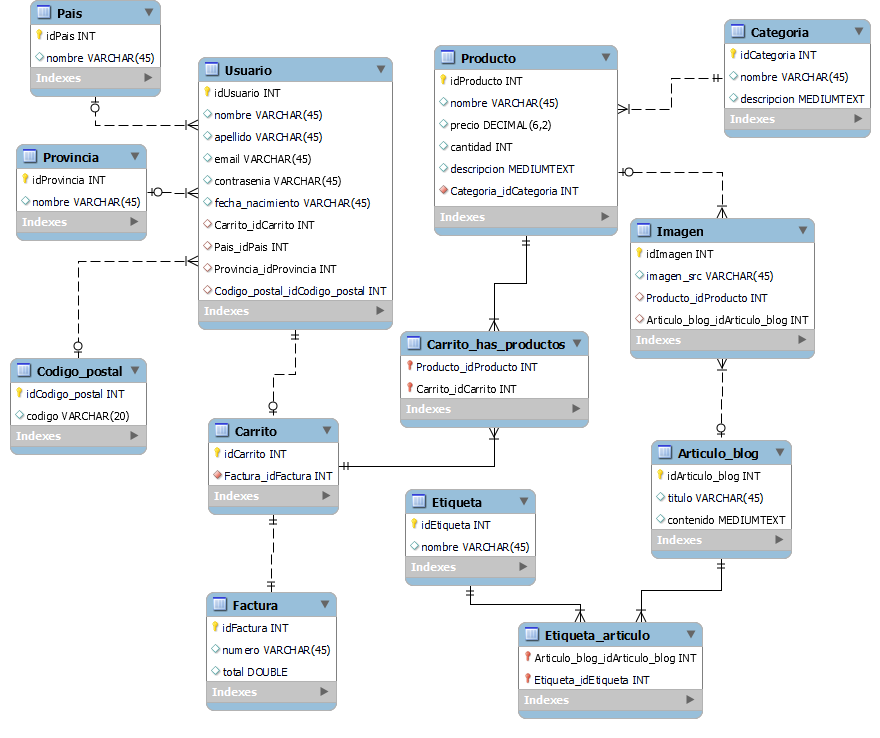 Pais
idPais INT
nombre VARCHAR(45)
Indexes
Provincia
idProvincia INT
nombre VARCHAR(45)
Indexes
Codigo_postal
idCodigo_postal INT
codigo VARCHAR(20)
Indexes
Usuario
idUsuario INT
nombre VARCHAR(45)
apellido VARCHAR(45)
email VARCHAR(45)
contrasenia VARCHAR(45)
fecha_nacimiento VARCHAR(45)
Carrito_idCarrito INT
Pais_idPais INT
Provincia_idProvincia INT
Codigo_postal_idCodigo_postal INT
Indexes
Carrito
idCarrito INT
Factura_idFactura INT
Indexes
Factura
idFactura INT
numero VARCHAR(45)
total DOUBLE
Indexes
Producto
idProducto INT
nombre VARCHAR(45)
precio DECIMAL(6,2)
cantidad INT
descripcion MEDIUMTEXT
Categoria_idCategoria INT
Indexes
Carrito_has_productos
Producto_idProducto INT
Carrito_idCarrito INT
Indexes
Etiqueta
idEtiqueta INT
nombre VARCHAR(45)
Indexes
Categoria
idCategoria INT
nombre VARCHAR(45)
descripcion MEDIUMTEXT
Indexes
Imagen
idImagen INT
imagen_src VARCHAR(45)
Producto_idProducto INT
Articulo_blog_idArticulo_blog INT
Indexes
Articulo_blog
idArticulo_blog INT
titulo VARCHAR(45)
contenido MEDIUMTEXT
Indexes
Etiqueta_articulo
Articulo_blog_idArticulo_blog INT
Etiqueta_idEtiqueta INT
Indexes